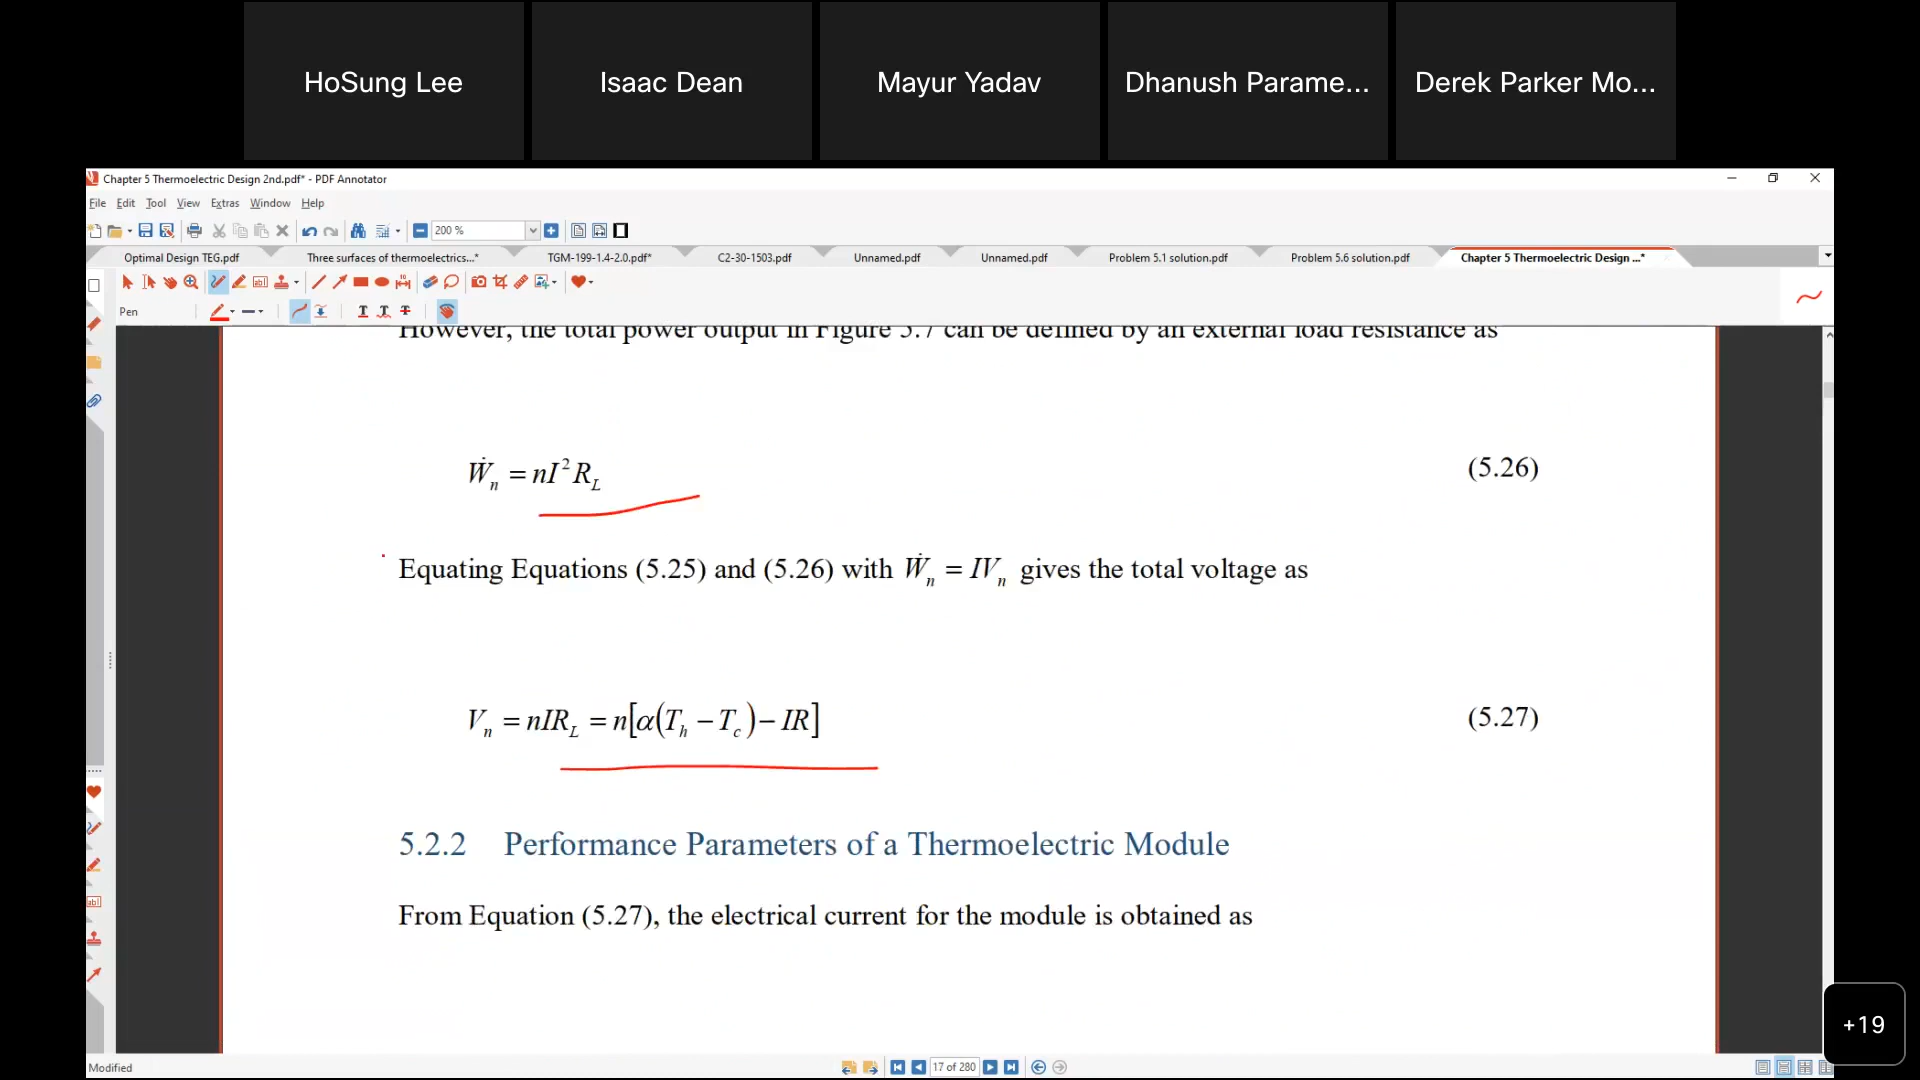 HoSung Lee
Isaac Dean
Mayur Yadav
Dhanush Parame...
Derek Parker Mo...
Chapter 5 Thermoelectric Design 2nd.pdf* - PDF Annotator
File Edit Tool View Extras Window Help
200 %
Optimal Design TEG.pdf
Three surfaces of thermoelectrics...*
TGM-199-1.4-2.0.pdf*
C2-30-1503.pdf
Unnamed.pdf
Unnamed.pdf
Problem 5.1 solution.pdf
Problem 5.6 solution.pdf
Chapter 5 Thermoelectric Design ...*
Pen
However, the total power output in Figure 5.7 can be defined by an external load resistance as
Ẇₙ = nI²R_L (5.26)
Equating Equations (5.25) and (5.26) with Ẇₙ = IVₙ gives the total voltage as
Vₙ = nIR_L = n[α(T_h − T_c) − IR] (5.27)
5.2.2 Performance Parameters of a Thermoelectric Module
From Equation (5.27), the electrical current for the module is obtained as
+19
Modified
17 of 280